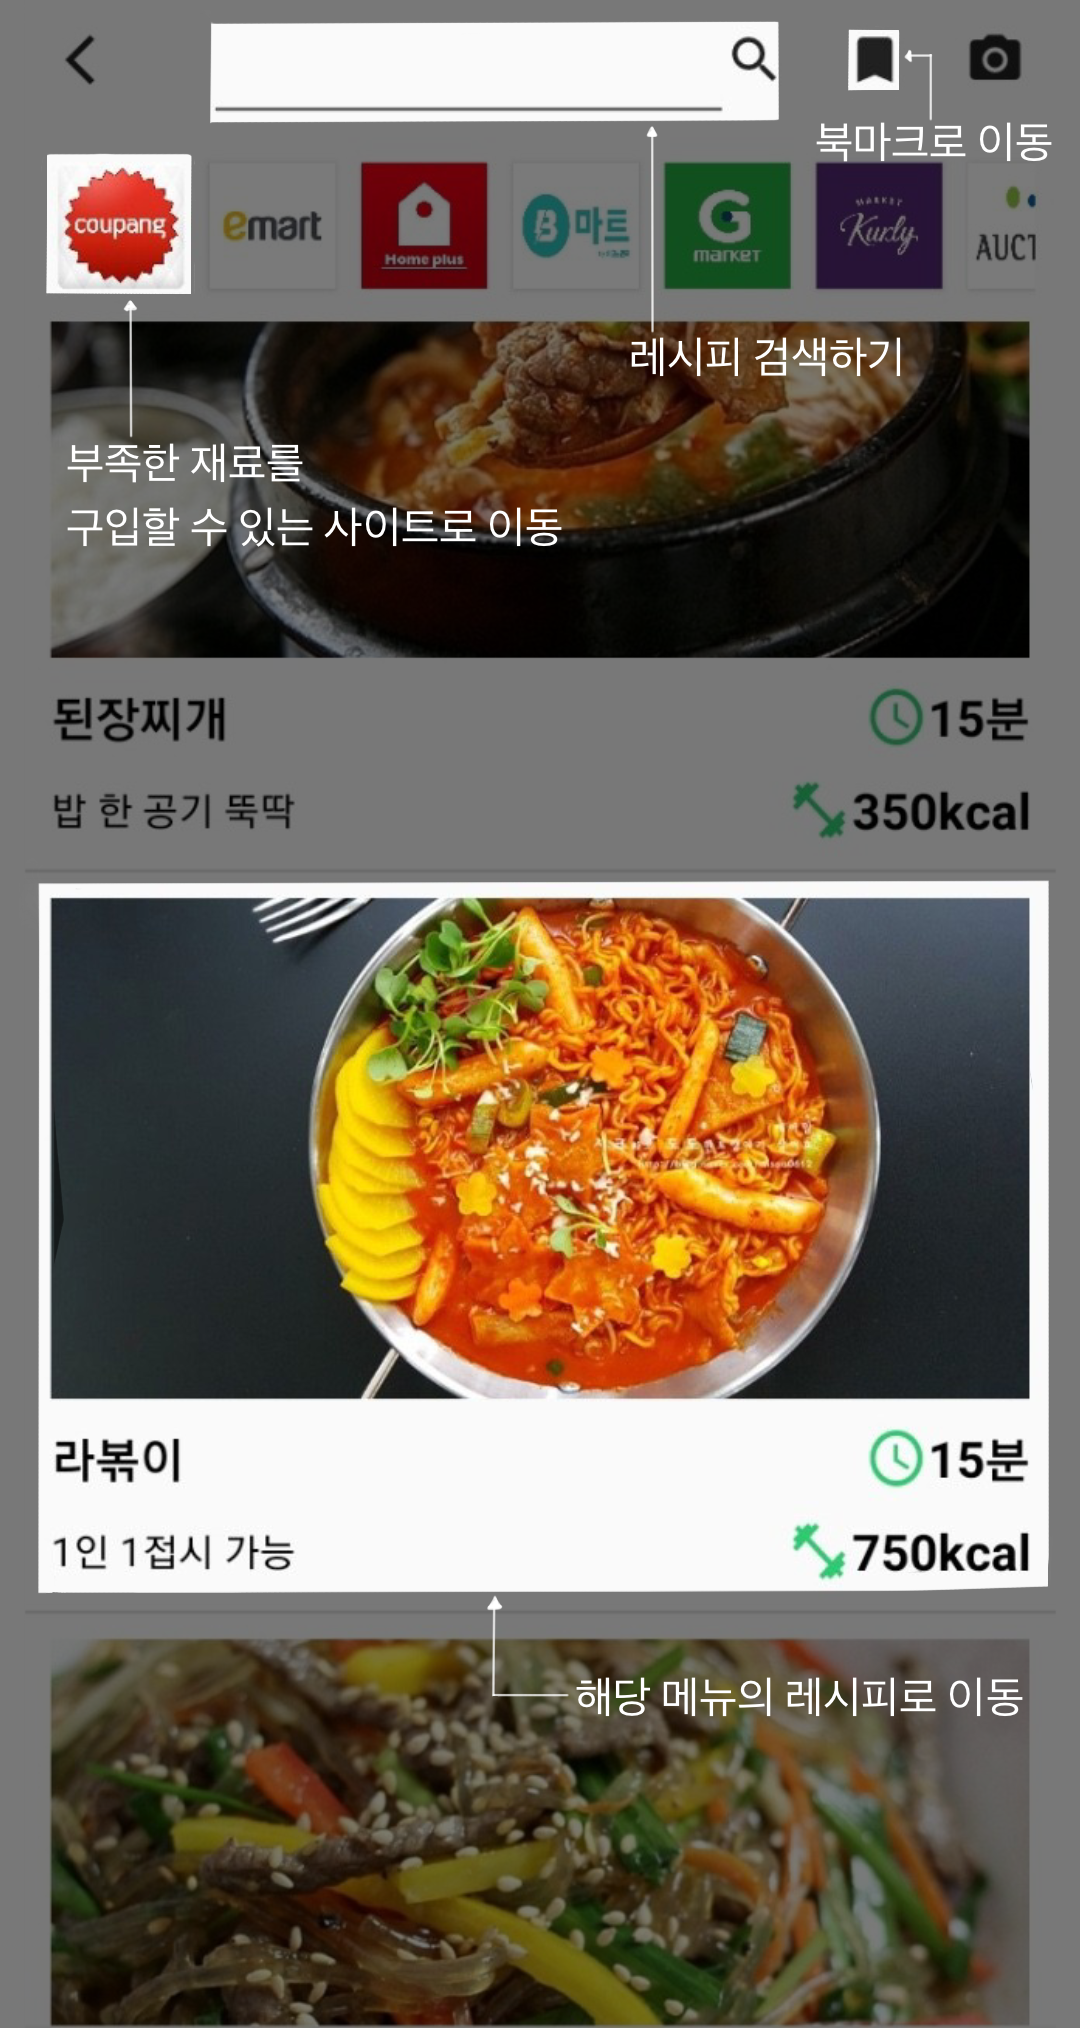 북마크로 이동
coupang
emart
Home plus
B마트
G
market
MARKET
Kurly
AUCT
레시피 검색하기
부족한 재료를
구입할 수 있는 사이트로 이동
된장찌개
15분
밥 한 공기 뚝딱
350kcal
라볶이
15분
1인 1접시 가능
750kcal
해당 메뉴의 레시피로 이동